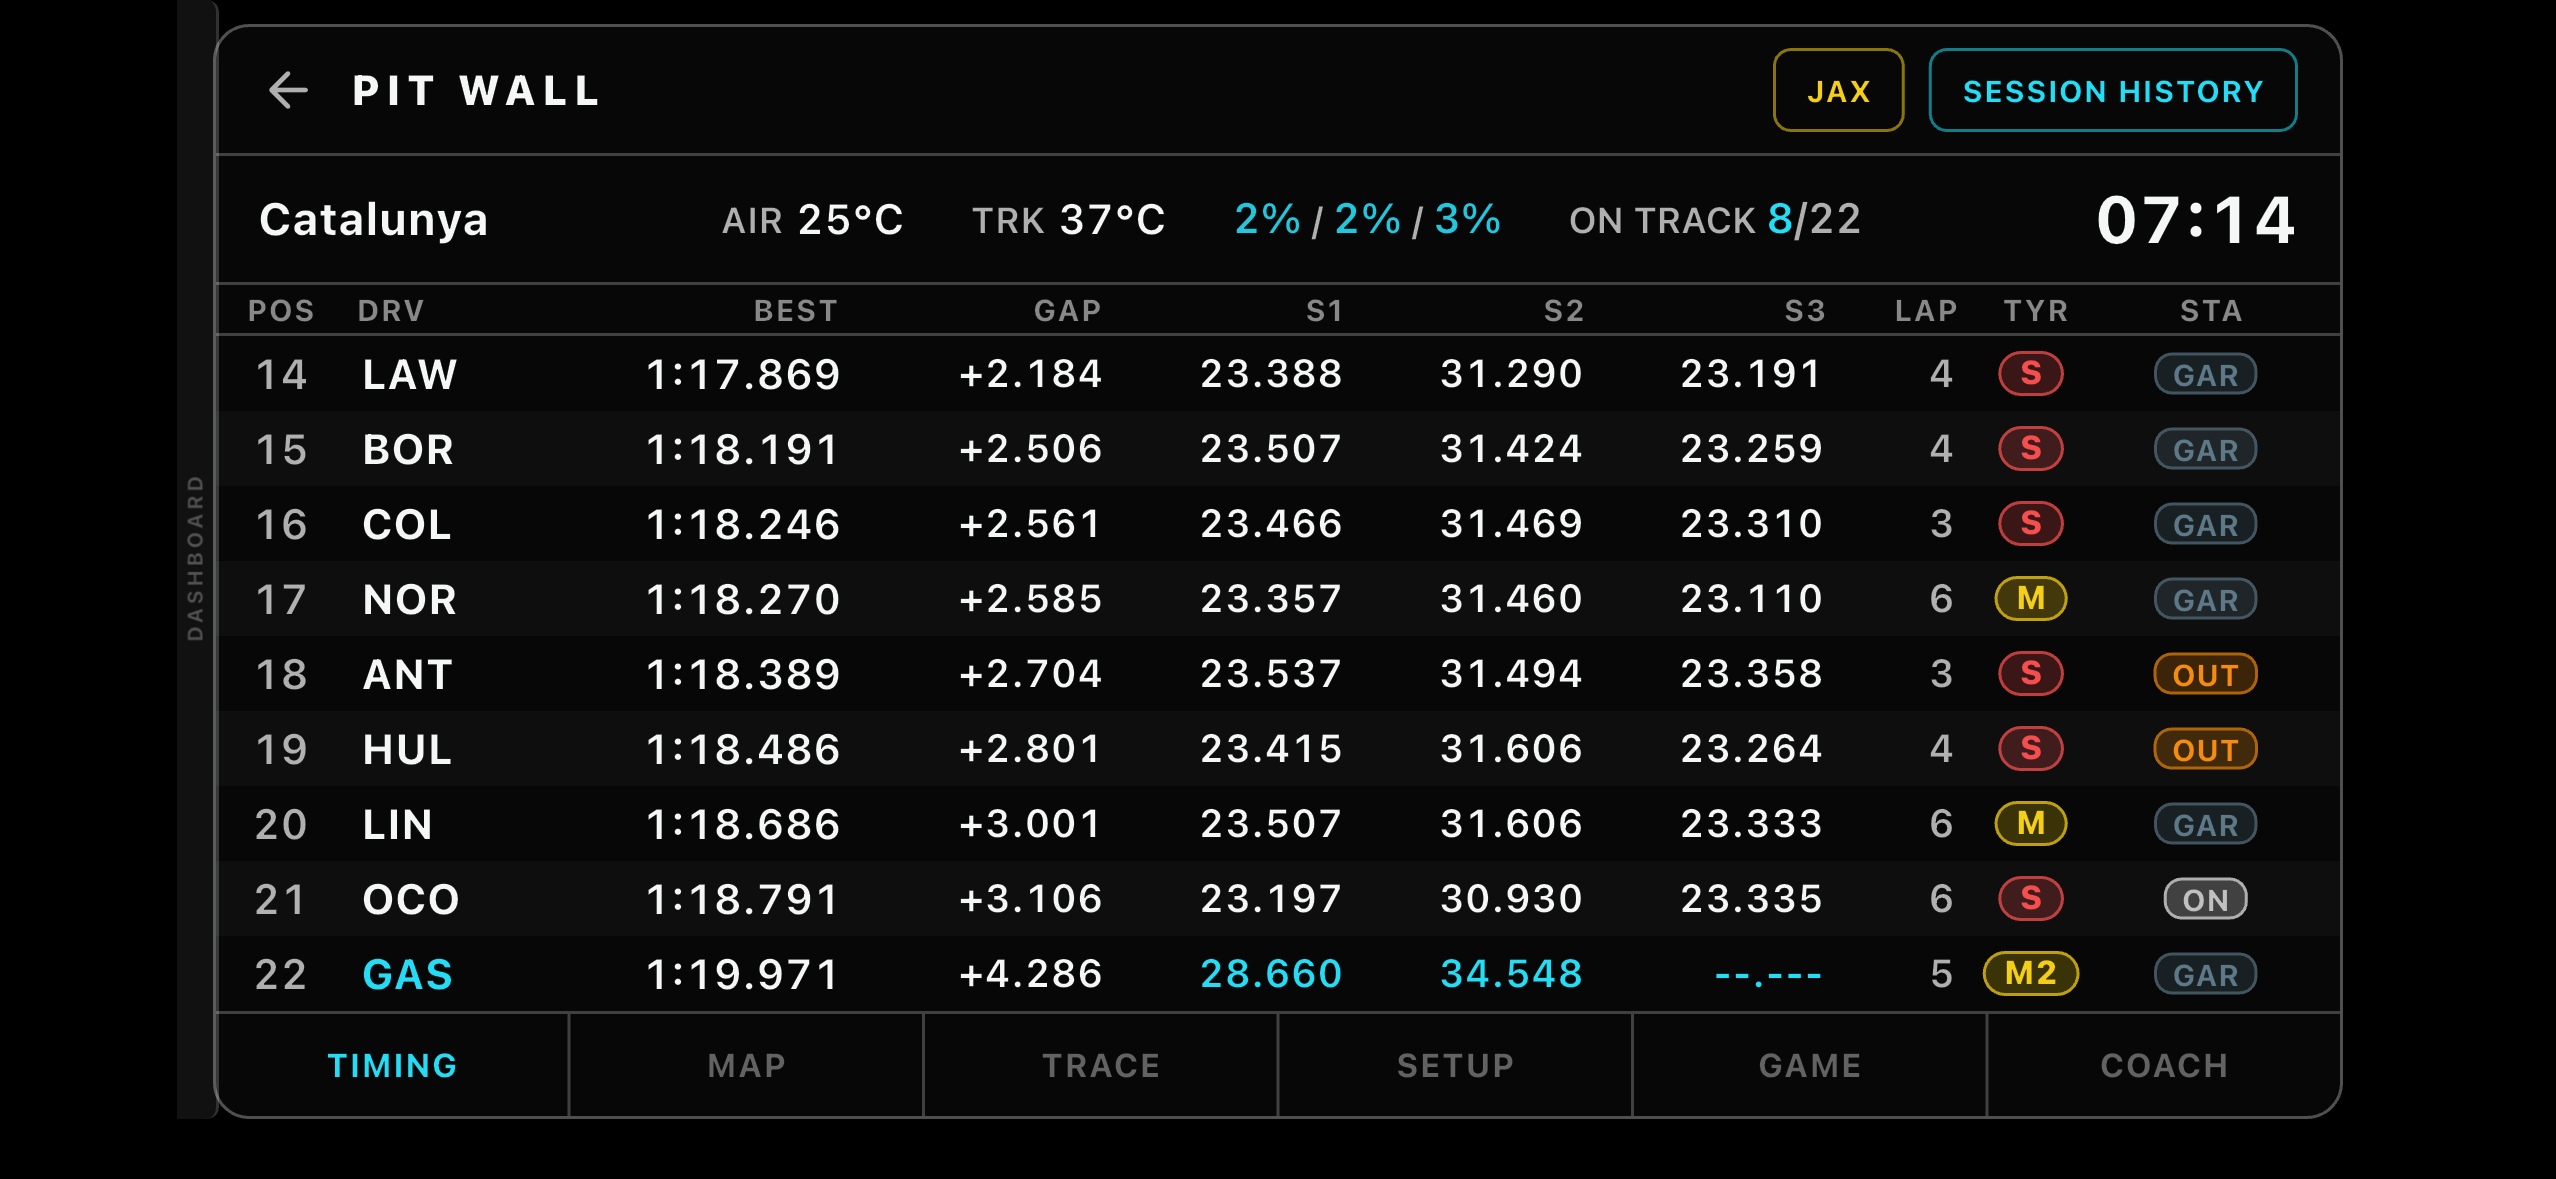 PIT WALL JAX SESSION HISTORY
Catalunya AIR 25°C TRK 37°C 2% / 2% / 3% ON TRACK 8/22 07:14
POS DRV BEST GAP S1 S2 S3 LAP TYR STA
14 LAW 1:17.869 +2.184 23.388 31.290 23.191 4 S GAR
15 BOR 1:18.191 +2.506 23.507 31.424 23.259 4 S GAR
16 COL 1:18.246 +2.561 23.466 31.469 23.310 3 S GAR
17 NOR 1:18.270 +2.585 23.357 31.460 23.110 6 M GAR
18 ANT 1:18.389 +2.704 23.537 31.494 23.358 3 S OUT
19 HUL 1:18.486 +2.801 23.415 31.606 23.264 4 S OUT
20 LIN 1:18.686 +3.001 23.507 31.606 23.333 6 M GAR
21 OCO 1:18.791 +3.106 23.197 30.930 23.335 6 S ON
22 GAS 1:19.971 +4.286 28.660 34.548 --.--- 5 M2 GAR
TIMING MAP TRACE SETUP GAME COACH
DASHBOARD